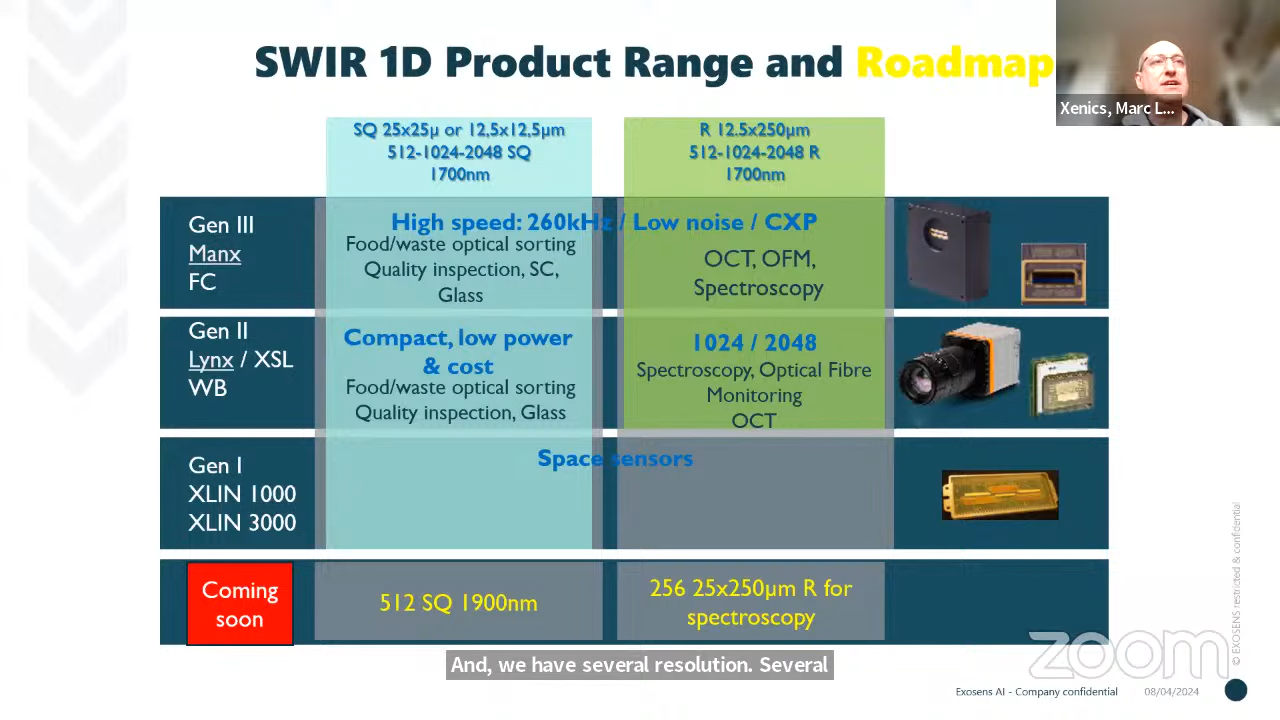 SWIR 1D Product Range and Roadmap
Xenics, Marc L...
SQ 25x25µ or 12,5x12,5µm
512-1024-2048 SQ
1700nm
R 12.5x250µm
512-1024-2048 R
1700nm
Gen III
Manx
FC
High speed: 260kHz / Low noise / CXP
Food/waste optical sorting
Quality inspection, SC,
Glass
OCT, OFM,
Spectroscopy
Gen II
Lynx / XSL
WB
Compact, low power
& cost
Food/waste optical sorting
Quality inspection, Glass
1024 / 2048
Spectroscopy, Optical Fibre
Monitoring
OCT
Gen I
XLIN 1000
XLIN 3000
Space sensors
Coming
soon
512 SQ 1900nm
256 25x250µm R for
spectroscopy
© EXOSENS restricted & confidential
zoom
And, we have several resolution. Several
Exosens AI - Company confidential
08/04/2024